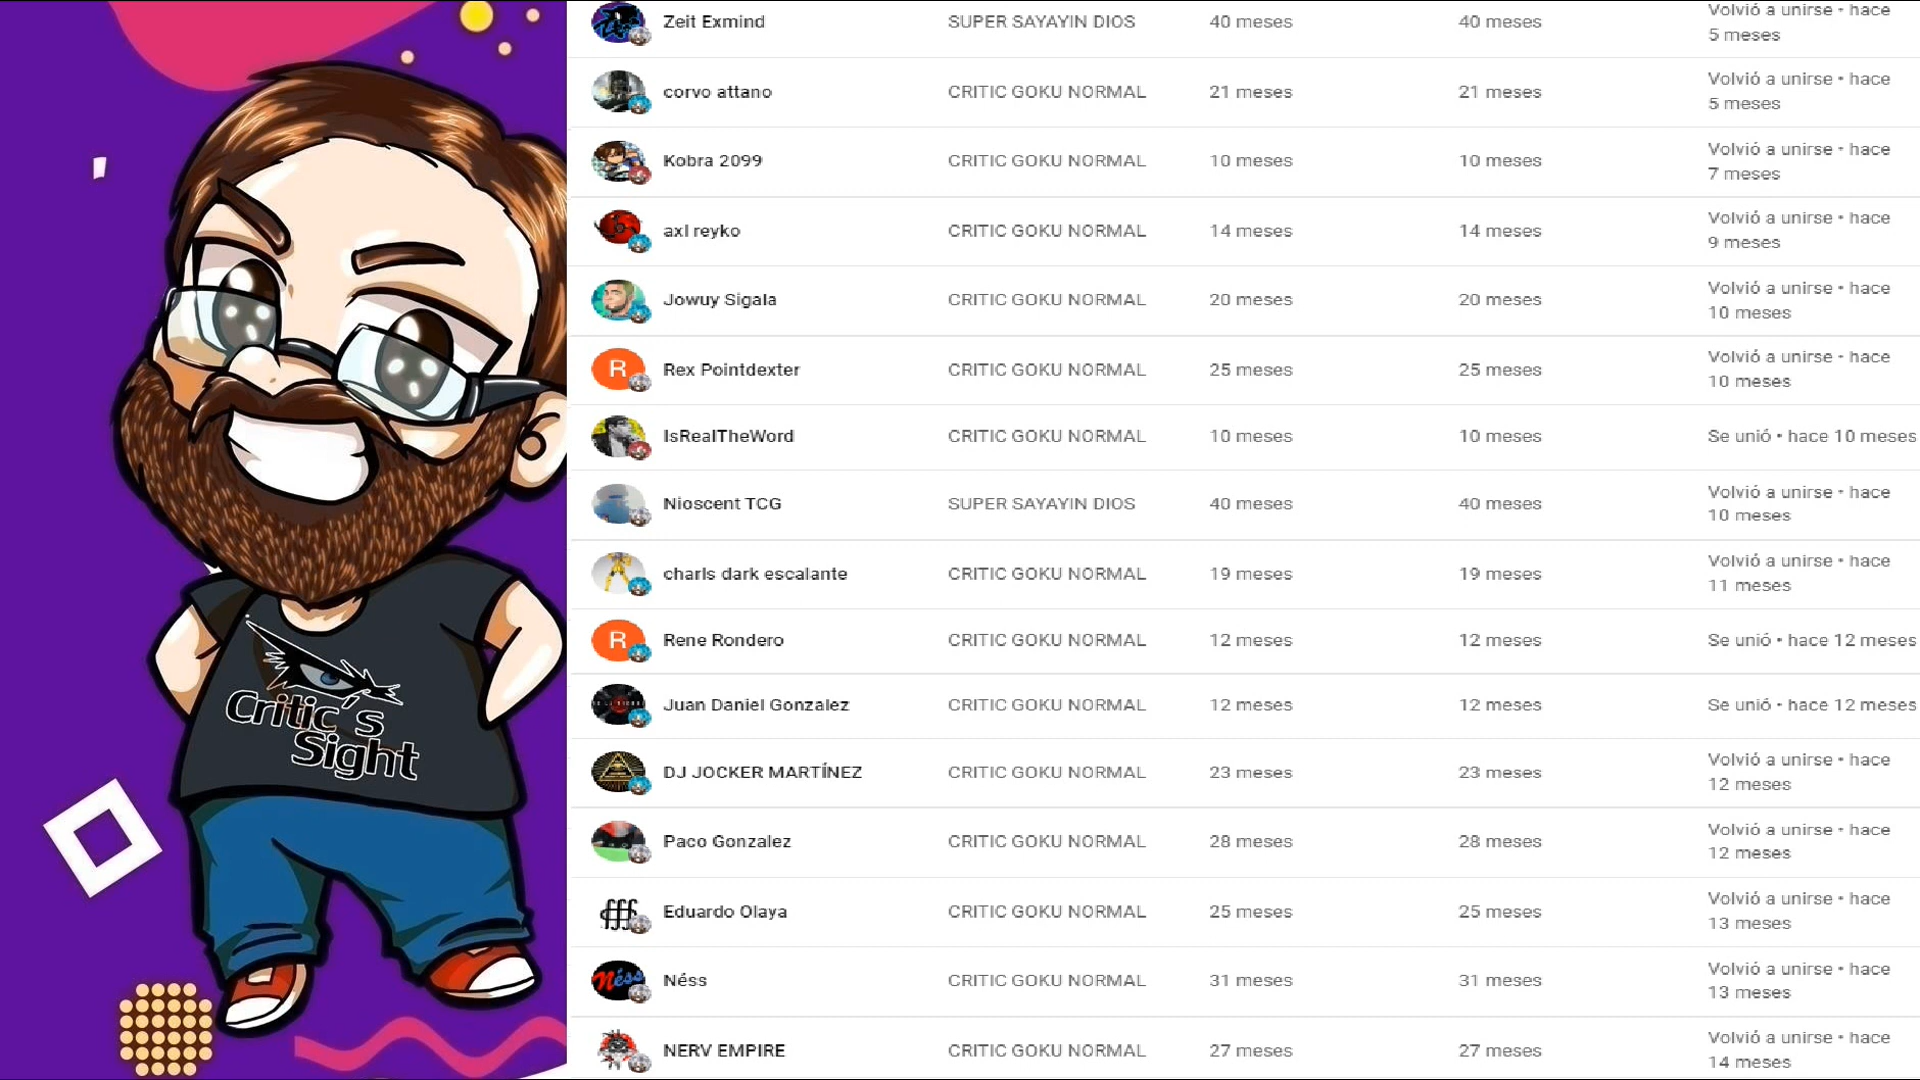 Critic's
Sight
Zeit Exmind SUPER SAYAYIN DIOS 40 meses 40 meses Volvió a unirse • hace
5 meses
corvo attano CRITIC GOKU NORMAL 21 meses 21 meses Volvió a unirse • hace
5 meses
Kobra 2099 CRITIC GOKU NORMAL 10 meses 10 meses Volvió a unirse • hace
7 meses
axl reyko CRITIC GOKU NORMAL 14 meses 14 meses Volvió a unirse • hace
9 meses
Jowuy Sigala CRITIC GOKU NORMAL 20 meses 20 meses Volvió a unirse • hace
10 meses
R Rex Pointdexter CRITIC GOKU NORMAL 25 meses 25 meses Volvió a unirse • hace
10 meses
IsRealTheWord CRITIC GOKU NORMAL 10 meses 10 meses Se unió • hace 10 meses
Nioscent TCG SUPER SAYAYIN DIOS 40 meses 40 meses Volvió a unirse • hace
10 meses
charls dark escalante CRITIC GOKU NORMAL 19 meses 19 meses Volvió a unirse • hace
11 meses
R Rene Rondero CRITIC GOKU NORMAL 12 meses 12 meses Se unió • hace 12 meses
Juan Daniel Gonzalez CRITIC GOKU NORMAL 12 meses 12 meses Se unió • hace 12 meses
DJ JOCKER MARTÍNEZ CRITIC GOKU NORMAL 23 meses 23 meses Volvió a unirse • hace
12 meses
Paco Gonzalez CRITIC GOKU NORMAL 28 meses 28 meses Volvió a unirse • hace
12 meses
fff Eduardo Olaya CRITIC GOKU NORMAL 25 meses 25 meses Volvió a unirse • hace
13 meses
Néss Néss CRITIC GOKU NORMAL 31 meses 31 meses Volvió a unirse • hace
13 meses
NERV EMPIRE CRITIC GOKU NORMAL 27 meses 27 meses Volvió a unirse • hace
14 meses